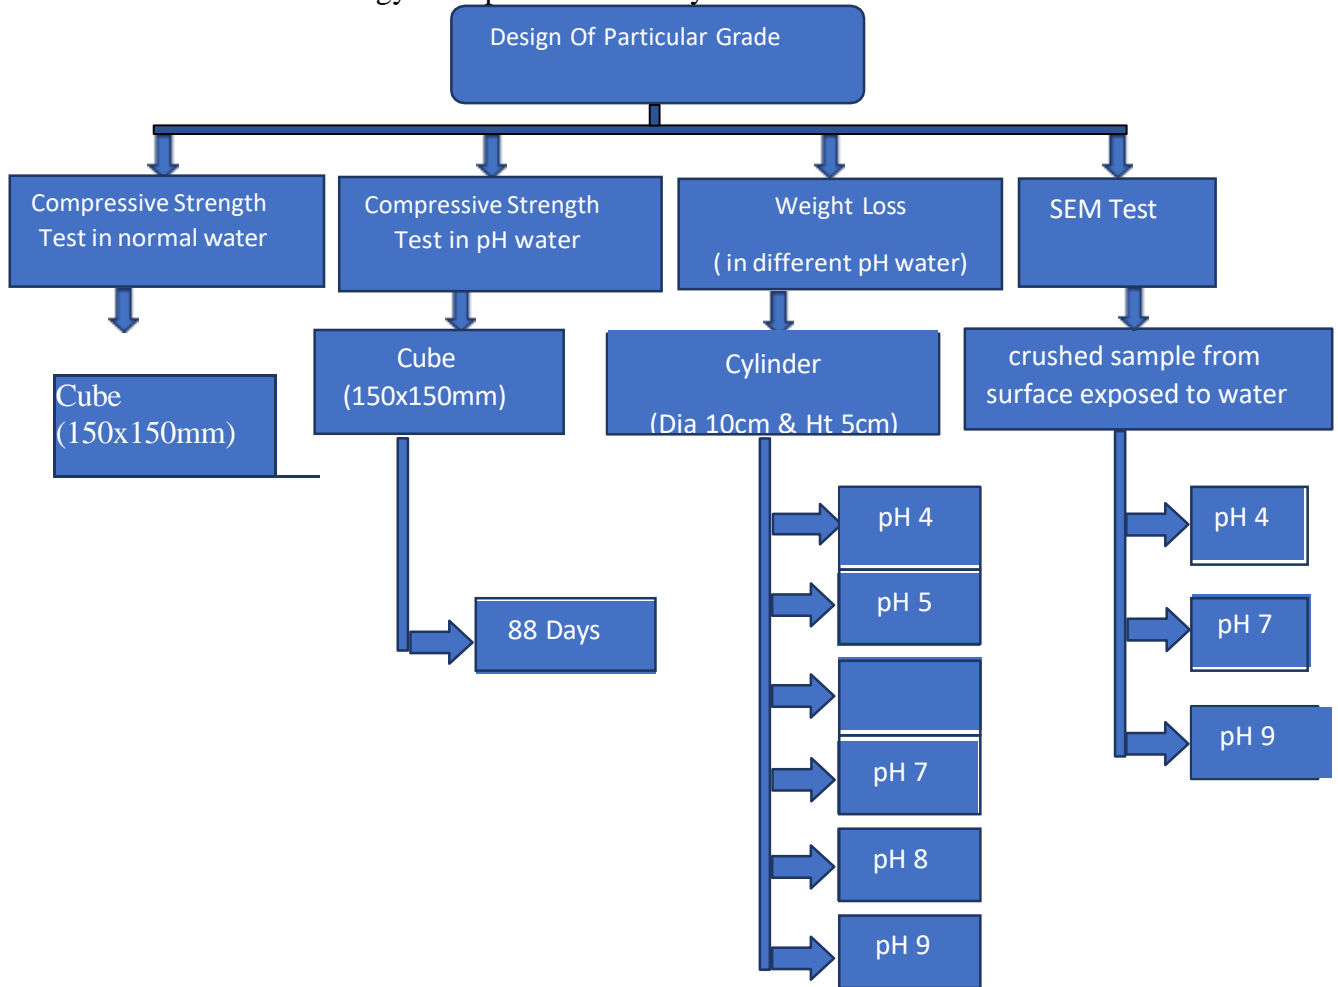 Design Of Particular Grade
Compressive Strength
Test in normal water
Compressive Strength
Test in pH water
Weight Loss
( in different pH water)
SEM Test
Cube
(150x150mm)
Cube
(150x150mm)
Cylinder
(Dia 10cm & Ht 5cm)
crushed sample from
surface exposed to water
88 Days
pH 4
pH 5
pH 7
pH 8
pH 9
pH 4
pH 7
pH 9